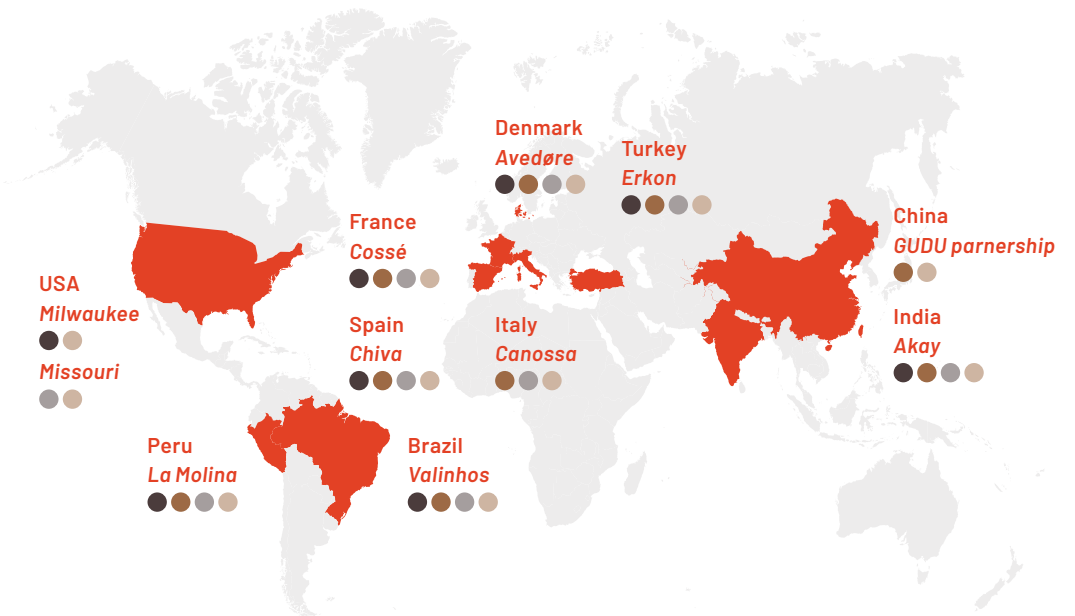 Denmark
Avedøre
Turkey
Erkon
France
Cossé
China
GUDU parnership
USA
Milwaukee
Missouri
Spain
Chiva
Italy
Canossa
India
Akay
Peru
La Molina
Brazil
Valinhos